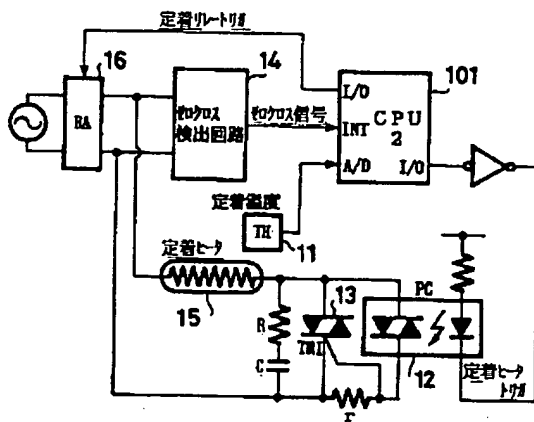 定着リレートリガ
16
14
101
RA
ゼロクロス
検出回路
ゼロクロス信号
I/O
CPU
2
INT
A/D
I/O
定着温度
TH
11
定着ヒータ
15
R
C
13
TRI
r
PC
12
定着ヒータ
トリガ